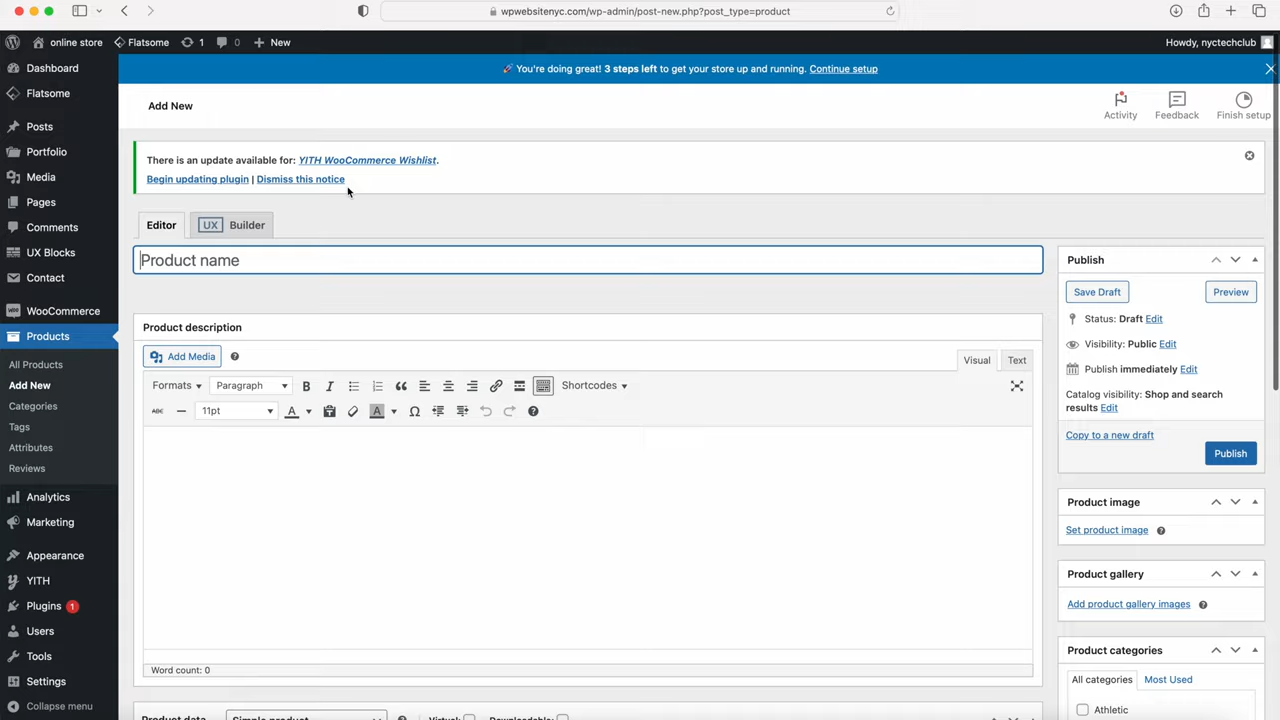 wpwebsitenyc.com/wp-admin/post-new.php?post_type=product
online store
Flatsome
1
0
New
Howdy, nyctechclub
Dashboard
Flatsome
Posts
Portfolio
Media
Pages
Comments
UX Blocks
Contact
WooCommerce
Products
All Products
Add New
Categories
Tags
Attributes
Reviews
Analytics
Marketing
Appearance
YITH
Plugins 1
Users
Tools
Settings
Collapse menu
🚀 You're doing great! 3 steps left to get your store up and running. Continue setup
Add New
Activity
Feedback
Finish setup
There is an update available for: YITH WooCommerce Wishlist.
Begin updating plugin | Dismiss this notice
Editor
UX Builder
Product name
Product description
Add Media
Visual
Text
Formats
Paragraph
B
I
Shortcodes
ABC
11pt
A
A
Ω
Word count: 0
Product data
Simple product
Virtual:
Downloadable:
Publish
Save Draft
Preview
Status: Draft Edit
Visibility: Public Edit
Publish immediately Edit
Catalog visibility: Shop and search
results Edit
Copy to a new draft
Publish
Product image
Set product image
Product gallery
Add product gallery images
Product categories
All categories
Most Used
Athletic